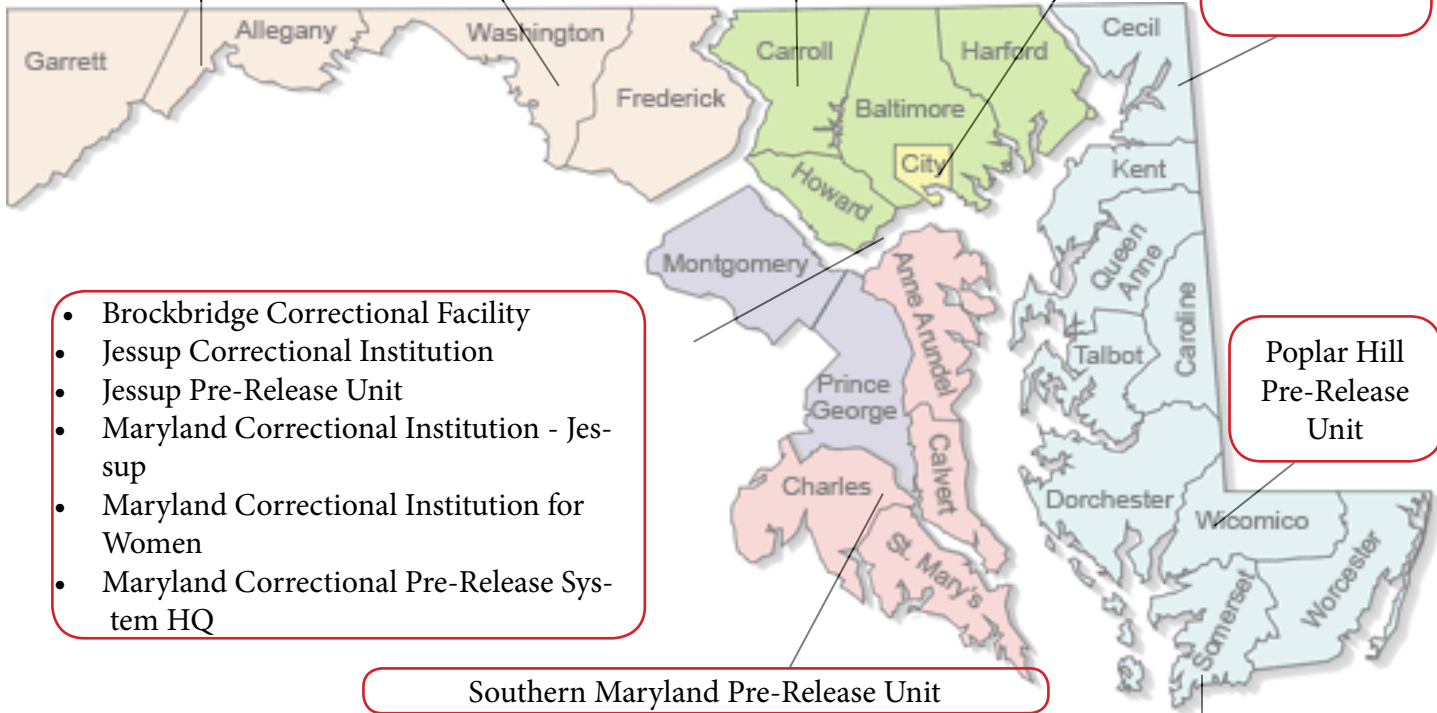 Garrett
Allegany
Washington
Frederick
Carroll
Harford
Baltimore
City
Howard
Cecil
Kent
Queen
Anne
Caroline
Talbot
Montgomery
Anne Arundel
Prince
George
Calvert
Charles
St. Mary's
Dorchester
Wicomico
Somerset
Worcester
• Brockbridge Correctional Facility
• Jessup Correctional Institution
• Jessup Pre-Release Unit
• Maryland Correctional Institution - Jes-
sup
• Maryland Correctional Institution for
Women
• Maryland Correctional Pre-Release Sys-
tem HQ
Poplar Hill
Pre-Release
Unit
Southern Maryland Pre-Release Unit